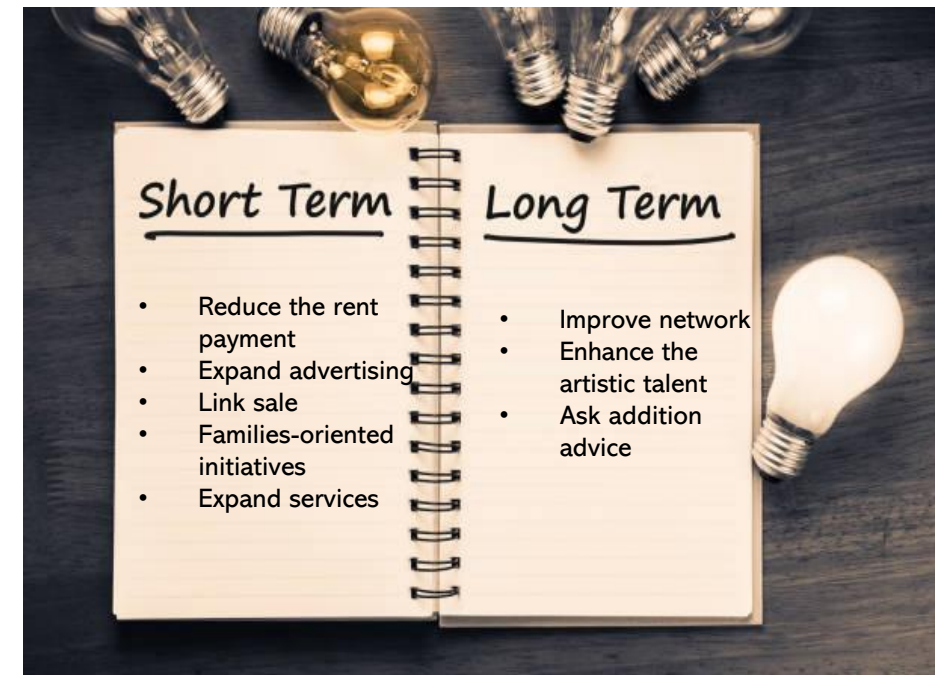 Short Term
• Reduce the rent
payment
• Expand advertising
• Link sale
• Families-oriented
initiatives
• Expand services
Long Term
• Improve network
• Enhance the
artistic talent
• Ask addition
advice